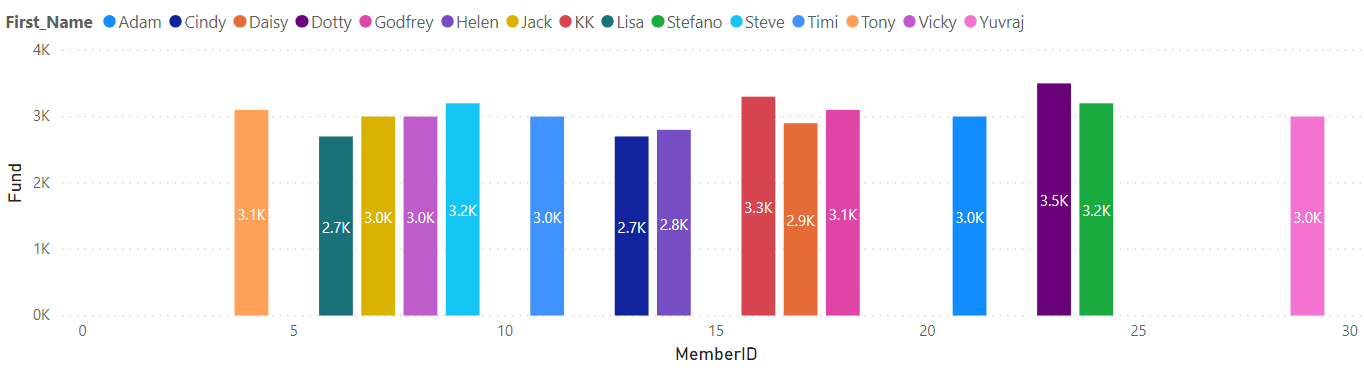 First_Name Adam Cindy Daisy Dotty Godfrey Helen Jack KK Lisa Stefano Steve Timi Tony Vicky Yuvraj
4K
3K
2K
1K
0K
Fund
3.1K
2.7K
3.0K
3.0K
3.2K
3.0K
2.7K
2.8K
3.3K
2.9K
3.1K
3.0K
3.5K
3.2K
3.0K
0 5 10 15 20 25 30
MemberID